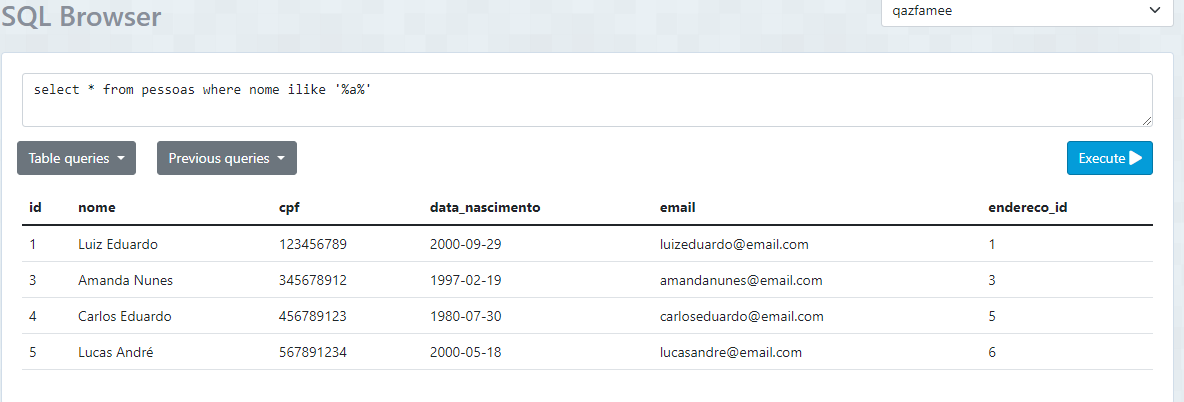 SQL Browser
qazfamee
select * from pessoas where nome ilike '%a%'
Table queries
Previous queries
Execute
id nome cpf data_nascimento email endereco_id
1 Luiz Eduardo 123456789 2000-09-29 luizeduardo@email.com 1
3 Amanda Nunes 345678912 1997-02-19 amandanunes@email.com 3
4 Carlos Eduardo 456789123 1980-07-30 carloseduardo@email.com 5
5 Lucas André 567891234 2000-05-18 lucasandre@email.com 6